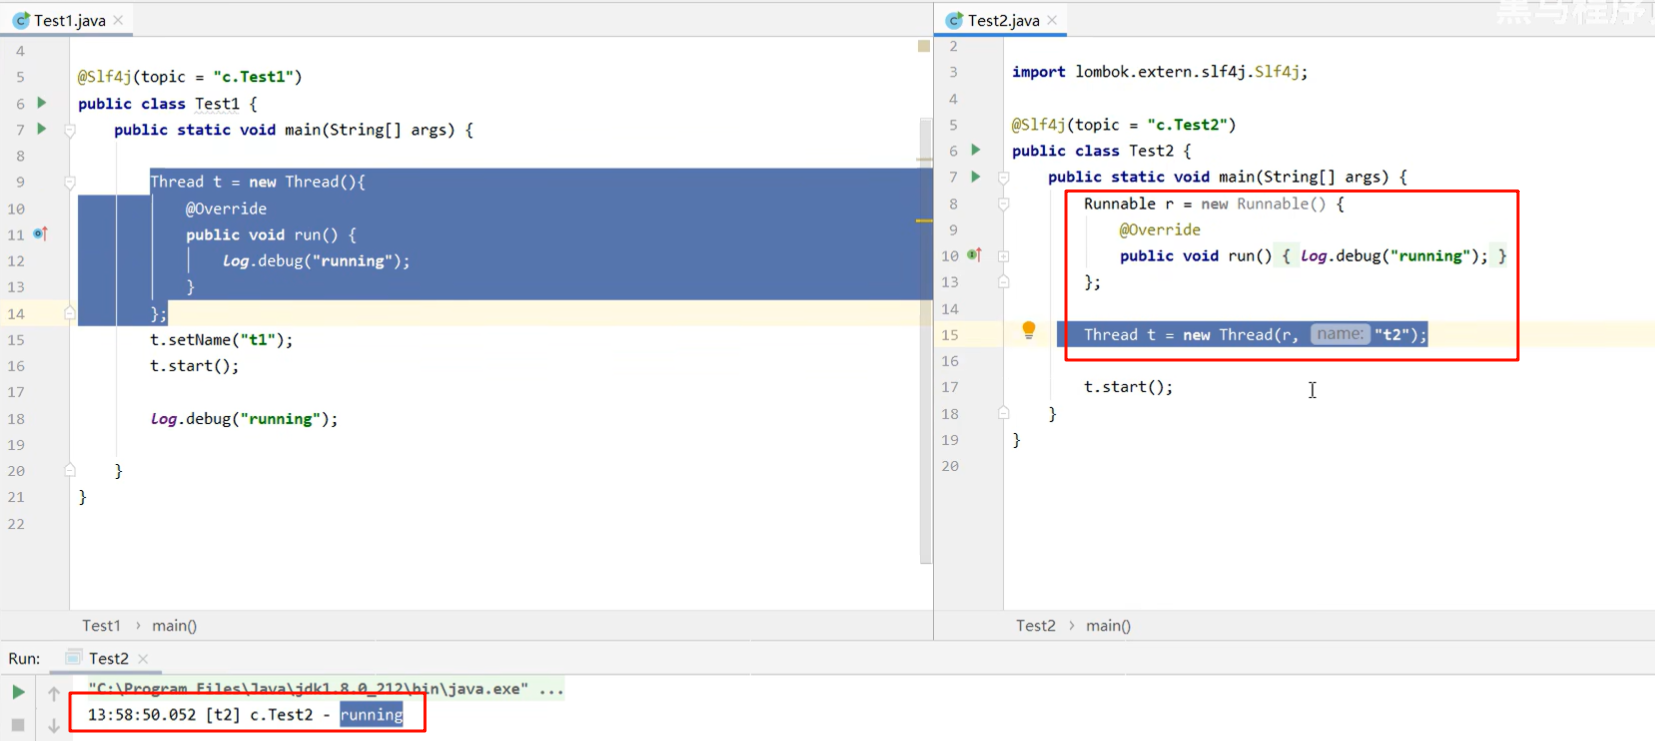 Test1.java
4
5 @Slf4j(topic = "c.Test1")
6 public class Test1 {
7 public static void main(String[] args) {
8
9 Thread t = new Thread(){
10 @Override
11 public void run() {
12 log.debug("running");
13 }
14 };
15 t.setName("t1");
16 t.start();
17
18 log.debug("running");
19
20 }
21 }
22
Test1 › main()
Test2.java
黑马程序
2
3 import lombok.extern.slf4j.Slf4j;
4
5 @Slf4j(topic = "c.Test2")
6 public class Test2 {
7 public static void main(String[] args) {
8 Runnable r = new Runnable() {
9 @Override
10 public void run() { log.debug("running"); }
13 };
14
15 Thread t = new Thread(r, name: "t2");
16
17 t.start();
18 }
19 }
20
Test2 › main()
Run: Test2
"C:\Program Files\Java\jdk1.8.0_212\bin\java.exe" ...
13:58:50.052 [t2] c.Test2 - running